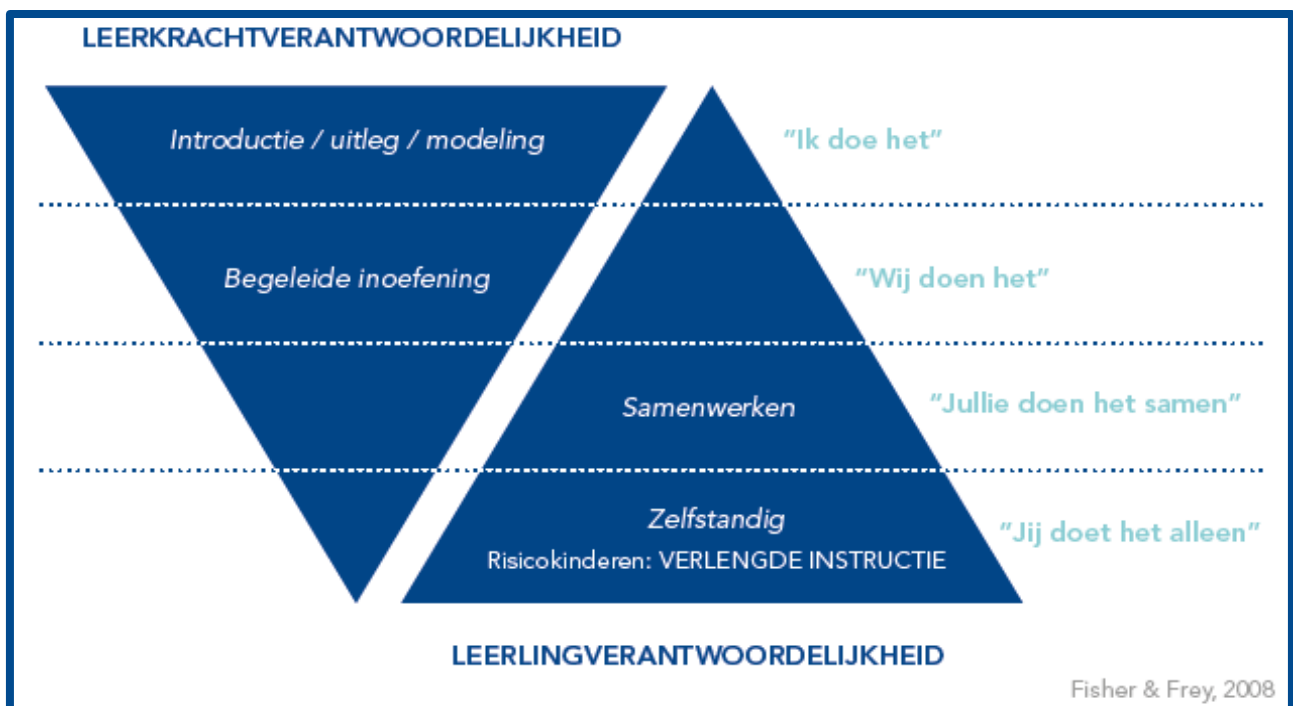 LEERKRACHTVERANTWOORDELIJKHEID
Introductie / uitleg / modeling
"Ik doe het"
Begeleide inoefening
"Wij doen het"
Samenwerken
"Jullie doen het samen"
Zelfstandig
"Jij doet het alleen"
Risicokinderen: VERLENGDE INSTRUCTIE
LEERLINGVERANTWOORDELIJKHEID
Fisher & Frey, 2008